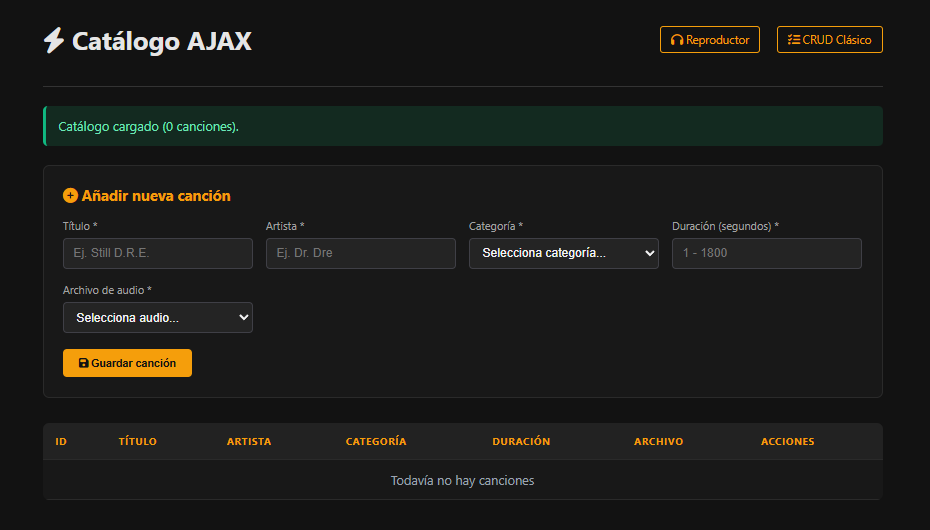 Catálogo AJAX
Reproductor
CRUD Clásico
Catálogo cargado (0 canciones).
Añadir nueva canción
Título * Artista * Categoría * Duración (segundos) *
Ej. Still D.R.E. Ej. Dr. Dre Selecciona categoría... 1 - 1800
Archivo de audio *
Selecciona audio...
Guardar canción
ID TÍTULO ARTISTA CATEGORÍA DURACIÓN ARCHIVO ACCIONES
Todavía no hay canciones